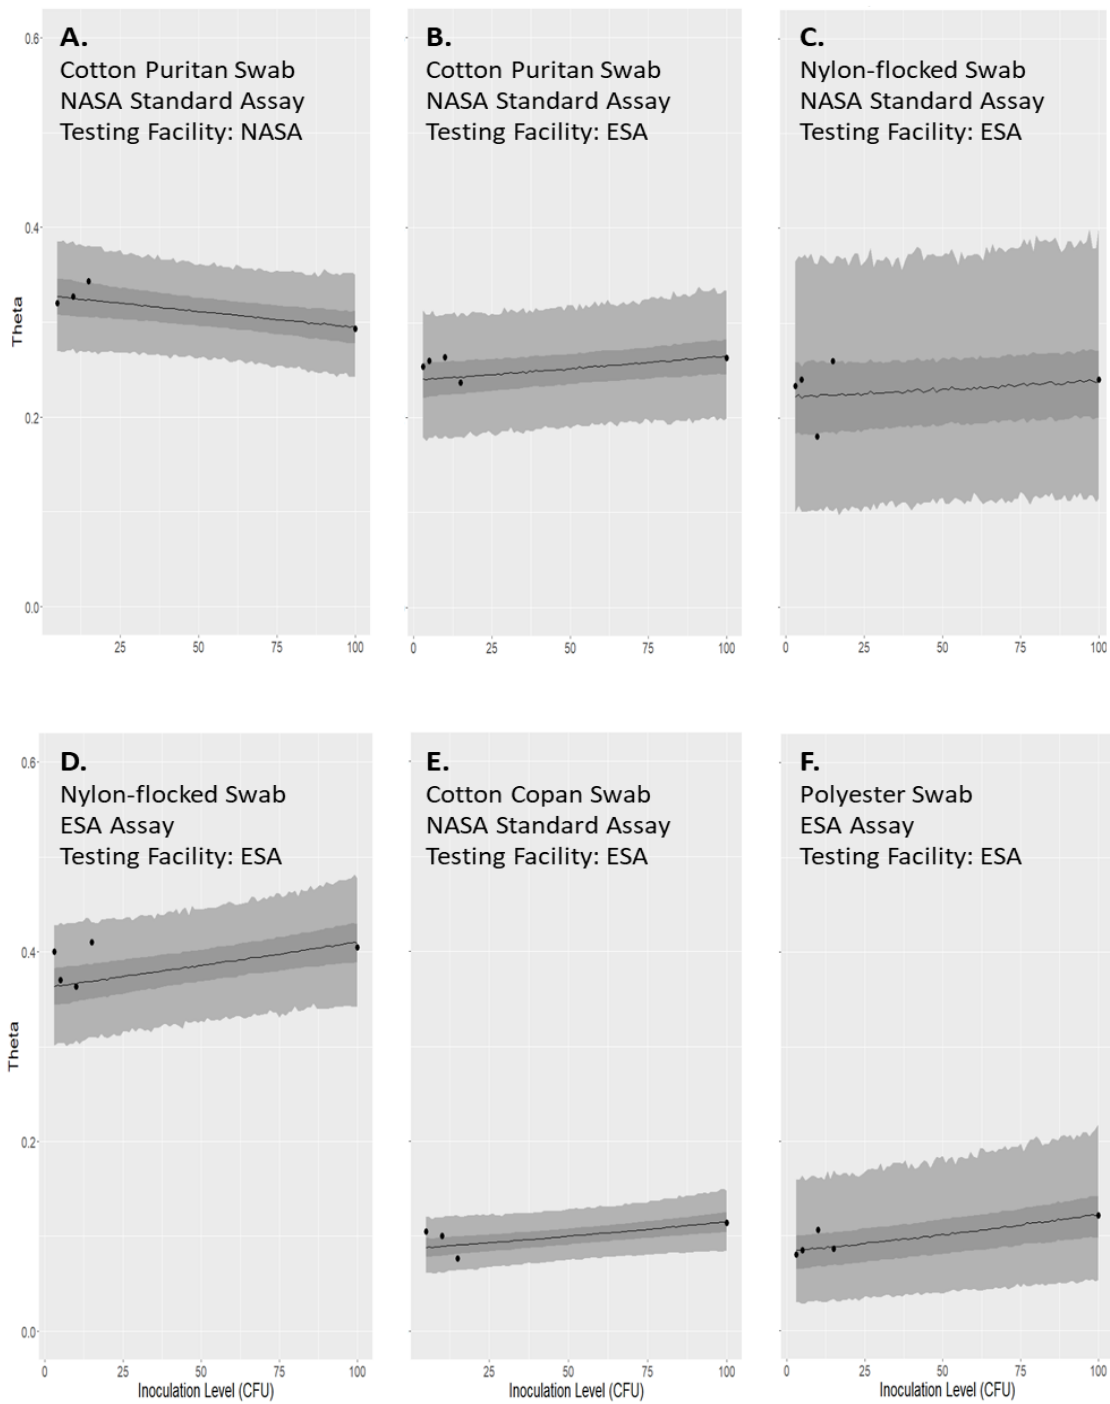 A.
Cotton Puritan Swab
NASA Standard Assay
Testing Facility: NASA
B.
Cotton Puritan Swab
NASA Standard Assay
Testing Facility: ESA
C.
Nylon-flocked Swab
NASA Standard Assay
Testing Facility: ESA
0.6
0.4
0.2
0.0
Theta
25 50 75 100
0 25 50 75 100
0 25 50 75 100
D.
Nylon-flocked Swab
ESA Assay
Testing Facility: ESA
E.
Cotton Copan Swab
NASA Standard Assay
Testing Facility: ESA
F.
Polyester Swab
ESA Assay
Testing Facility: ESA
0.6
0.4
0.2
0.0
Theta
0 25 50 75 100
Inoculation Level (CFU)
25 50 75 100
Inoculation Level (CFU)
0 25 50 75 100
Inoculation Level (CFU)